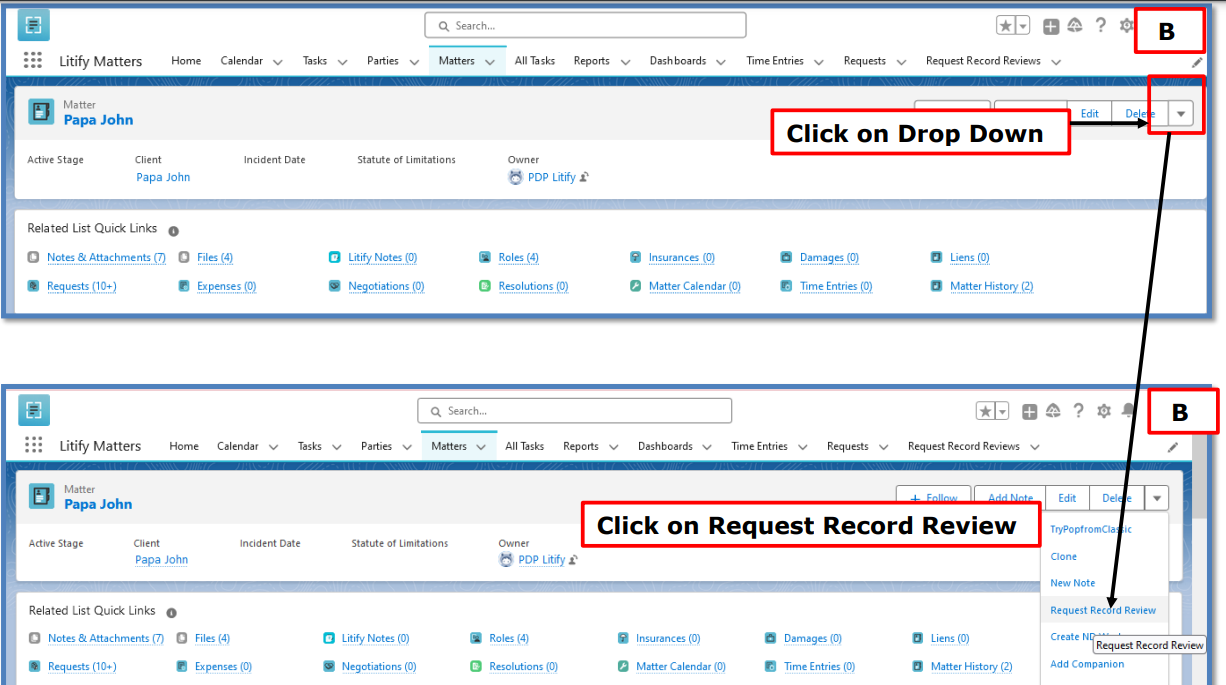 Search...
B
Litify Matters Home Calendar Tasks Parties Matters All Tasks Reports Dashboards Time Entries Requests Request Record Reviews
Matter
Papa John
Edit Delete
Click on Drop Down
Active Stage Client Incident Date Statute of Limitations Owner
Papa John PDP Litify
Related List Quick Links
Notes & Attachments (7) Files (4) Litify Notes (0) Roles (4) Insurances (0) Damages (0) Liens (0)
Requests (10+) Expenses (0) Negotiations (0) Resolutions (0) Matter Calendar (0) Time Entries (0) Matter History (2)
Search...
B
Litify Matters Home Calendar Tasks Parties Matters All Tasks Reports Dashboards Time Entries Requests Request Record Reviews
Matter
Papa John
+ Follow Add Note Edit Delete
Click on Request Record Review
TryPopfromClassic
Active Stage Client Incident Date Statute of Limitations Owner
Papa John PDP Litify
Clone
New Note
Related List Quick Links
Request Record Review
Notes & Attachments (7) Files (4) Litify Notes (0) Roles (4) Insurances (0) Damages (0) Liens (0)
Create
Request Record Review
Requests (10+) Expenses (0) Negotiations (0) Resolutions (0) Matter Calendar (0) Time Entries (0) Matter History (2)
Add Companion